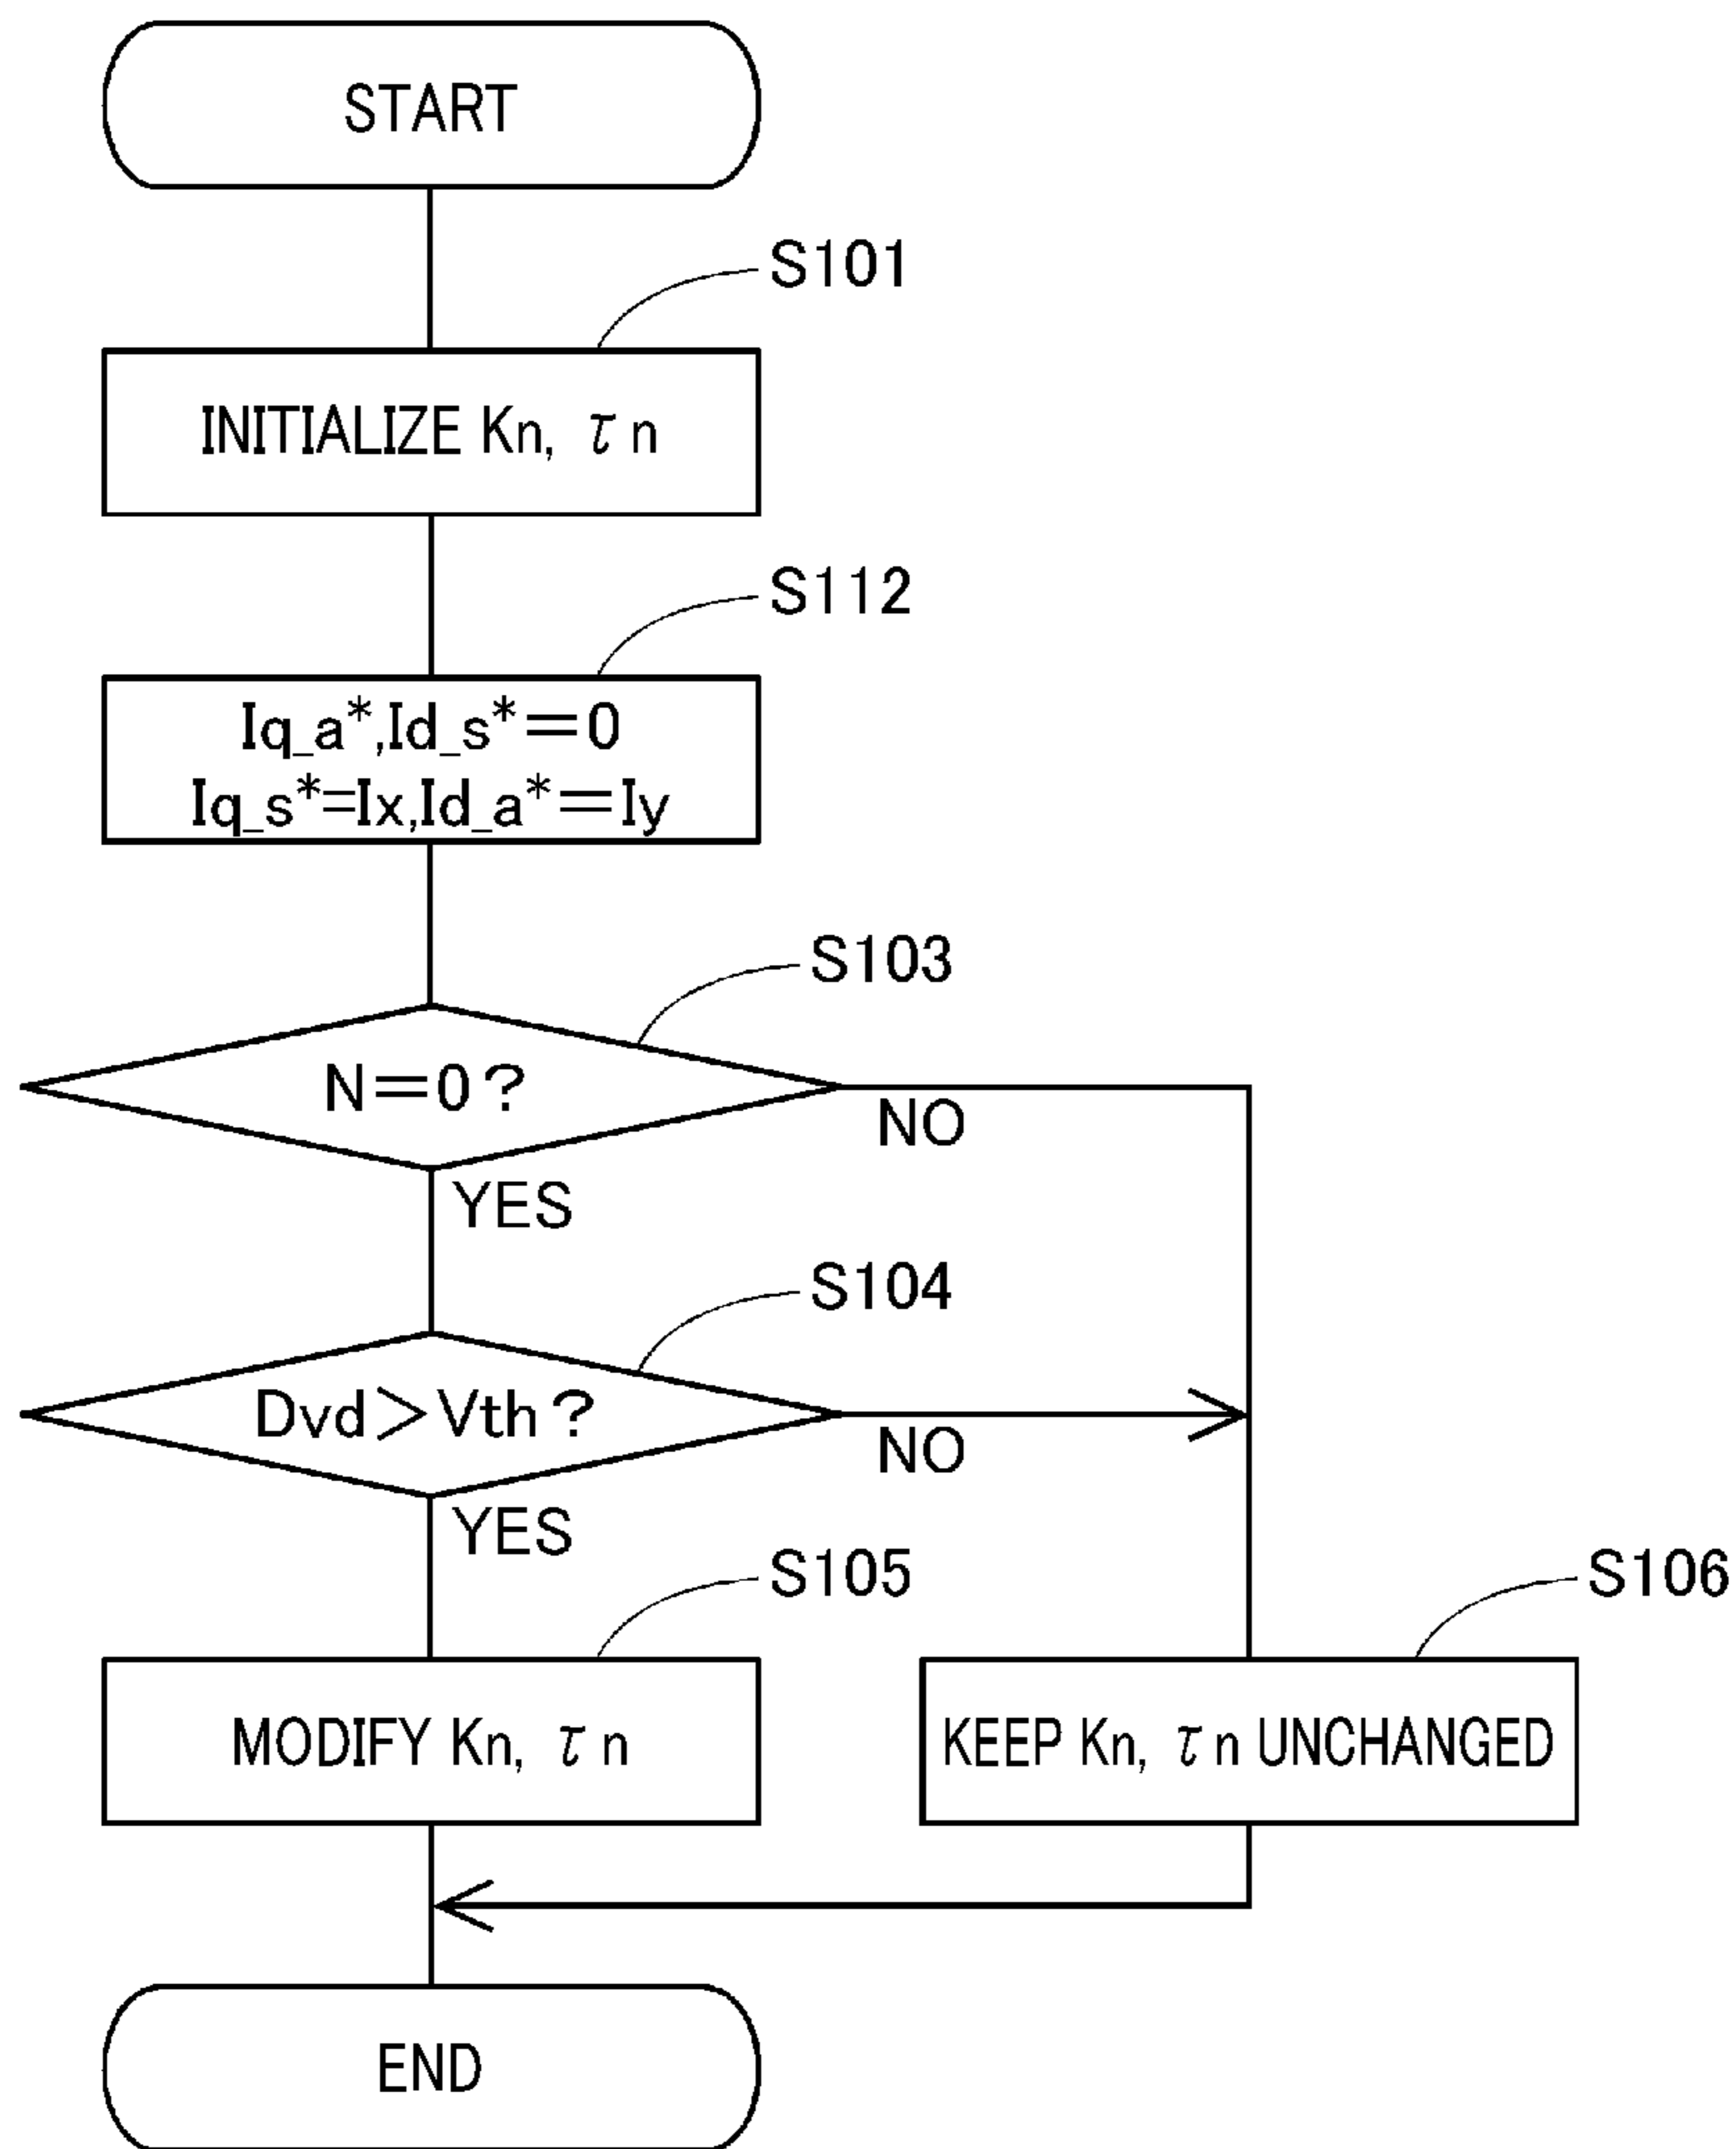 START
S101
INITIALIZE Kn, τn
S112
Iq_a*,Id_s*=0
Iq_s*=Ix,Id_a*=Iy
S103
N=0?
NO
YES
S104
Dvd>Vth?
NO
YES
S105
MODIFY Kn, τn
S106
KEEP Kn, τn UNCHANGED
END